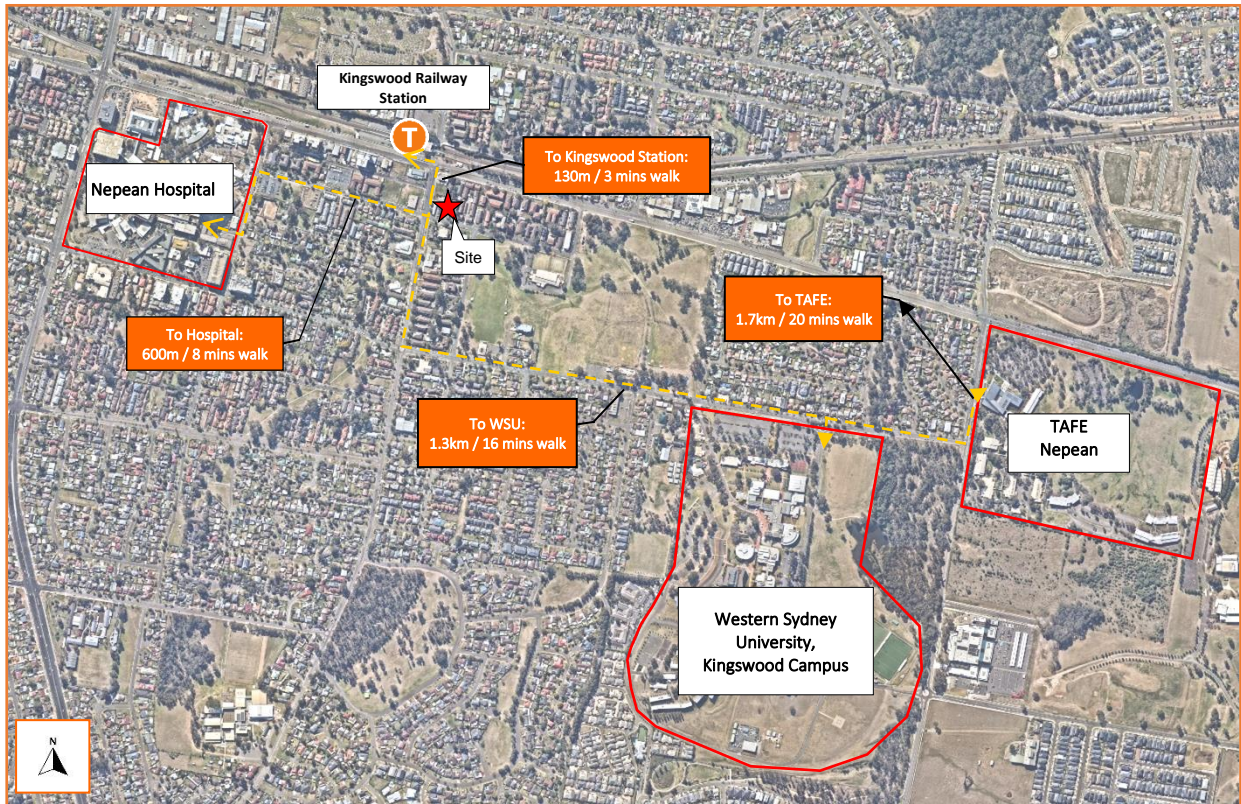 Kingswood Railway
Station
T
To Kingswood Station:
130m / 3 mins walk
Nepean Hospital
Site
To TAFE:
1.7km / 20 mins walk
To Hospital:
600m / 8 mins walk
To WSU:
1.3km / 16 mins walk
TAFE
Nepean
Western Sydney
University,
Kingswood Campus
N